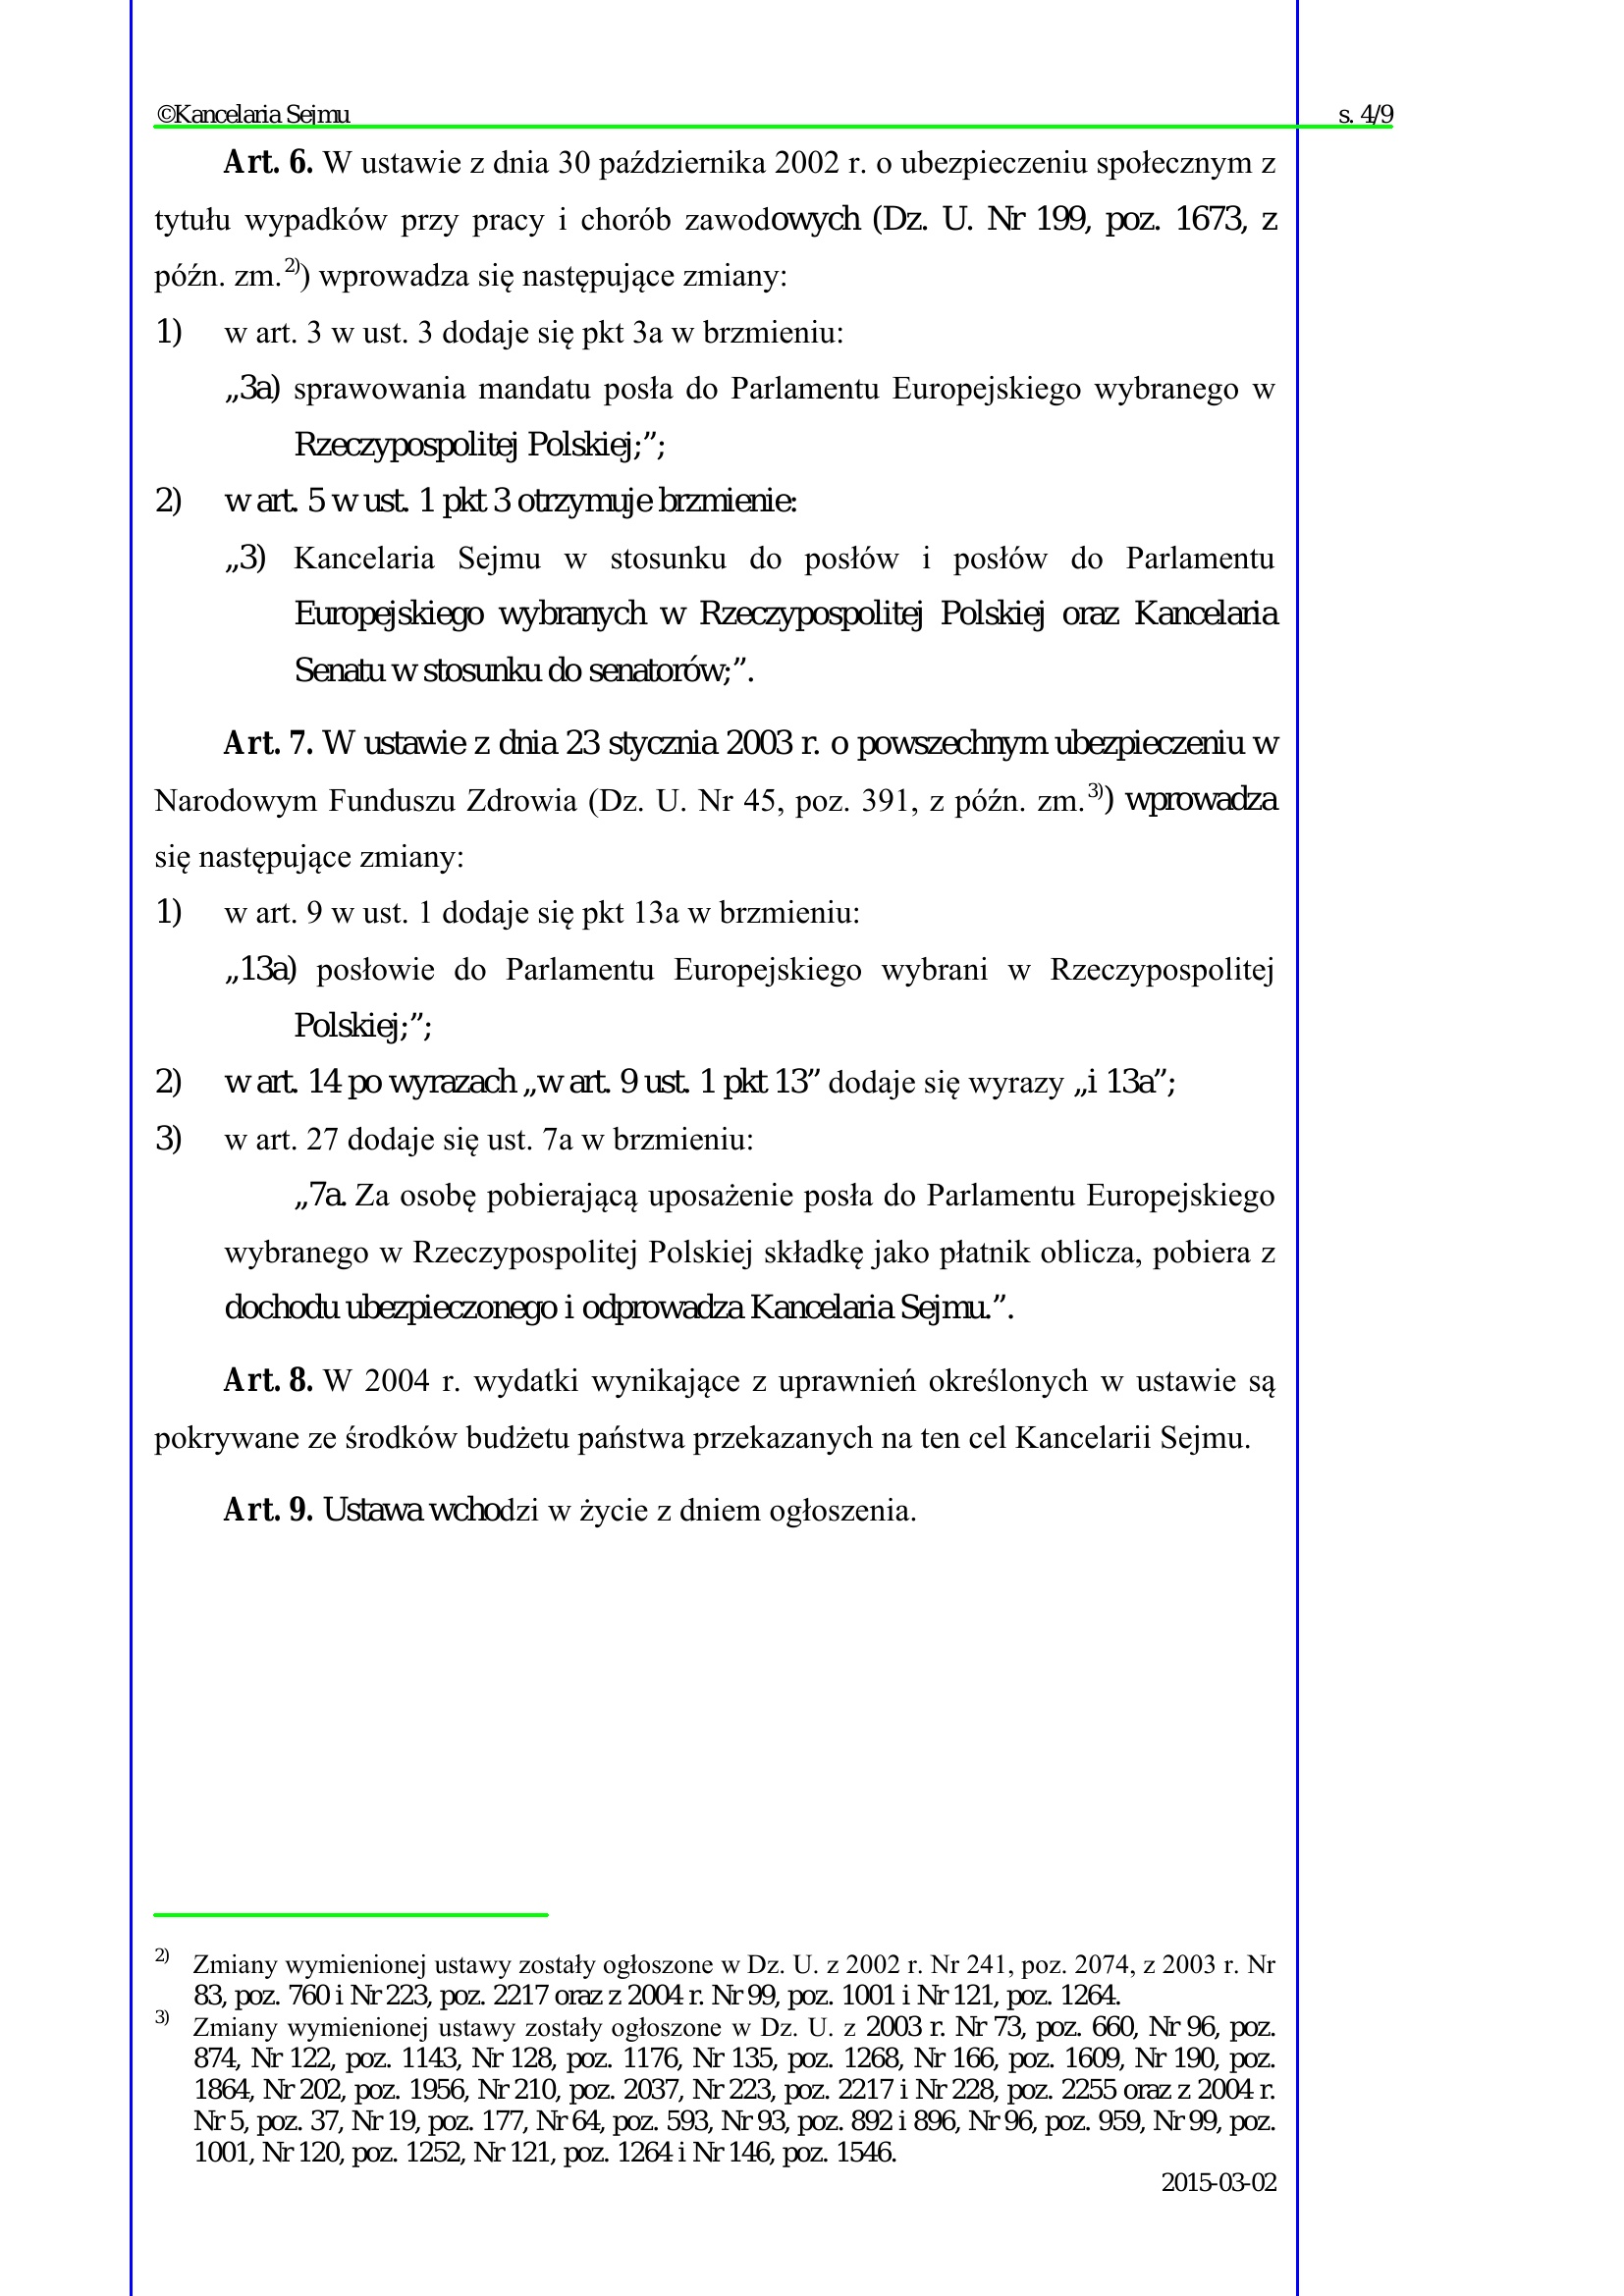 ©Kancelaria Sejmu s. 4/9
Art. 6. W ustawie z dnia 30 października 2002 r. o ubezpieczeniu społecznym z
tytułu wypadków przy pracy i chorób zawodowych (Dz. U. Nr 199, poz. 1673, z
późn. zm.2)) wprowadza się następujące zmiany:
1) w art. 3 w ust. 3 dodaje się pkt 3a w brzmieniu:
„3a) sprawowania mandatu posła do Parlamentu Europejskiego wybranego w
Rzeczypospolitej Polskiej;”;
2) w art. 5 w ust. 1 pkt 3 otrzymuje brzmienie:
„3) Kancelaria Sejmu w stosunku do posłów i posłów do Parlamentu
Europejskiego wybranych w Rzeczypospolitej Polskiej oraz Kancelaria
Senatu w stosunku do senatorów;”.
Art. 7. W ustawie z dnia 23 stycznia 2003 r. o powszechnym ubezpieczeniu w
Narodowym Funduszu Zdrowia (Dz. U. Nr 45, poz. 391, z późn. zm.3)) wprowadza
się następujące zmiany:
1) w art. 9 w ust. 1 dodaje się pkt 13a w brzmieniu:
„13a) posłowie do Parlamentu Europejskiego wybrani w Rzeczypospolitej
Polskiej;”;
2) w art. 14 po wyrazach „w art. 9 ust. 1 pkt 13” dodaje się wyrazy „i 13a”;
3) w art. 27 dodaje się ust. 7a w brzmieniu:
„7a. Za osobę pobierającą uposażenie posła do Parlamentu Europejskiego
wybranego w Rzeczypospolitej Polskiej składkę jako płatnik oblicza, pobiera z
dochodu ubezpieczonego i odprowadza Kancelaria Sejmu.”.
Art. 8. W 2004 r. wydatki wynikające z uprawnień określonych w ustawie są
pokrywane ze środków budżetu państwa przekazanych na ten cel Kancelarii Sejmu.
Art. 9. Ustawa wchodzi w życie z dniem ogłoszenia.
2) Zmiany wymienionej ustawy zostały ogłoszone w Dz. U. z 2002 r. Nr 241, poz. 2074, z 2003 r. Nr
83, poz. 760 i Nr 223, poz. 2217 oraz z 2004 r. Nr 99, poz. 1001 i Nr 121, poz. 1264.
3) Zmiany wymienionej ustawy zostały ogłoszone w Dz. U. z 2003 r. Nr 73, poz. 660, Nr 96, poz.
874, Nr 122, poz. 1143, Nr 128, poz. 1176, Nr 135, poz. 1268, Nr 166, poz. 1609, Nr 190, poz.
1864, Nr 202, poz. 1956, Nr 210, poz. 2037, Nr 223, poz. 2217 i Nr 228, poz. 2255 oraz z 2004 r.
Nr 5, poz. 37, Nr 19, poz. 177, Nr 64, poz. 593, Nr 93, poz. 892 i 896, Nr 96, poz. 959, Nr 99, poz.
1001, Nr 120, poz. 1252, Nr 121, poz. 1264 i Nr 146, poz. 1546.
2015-03-02